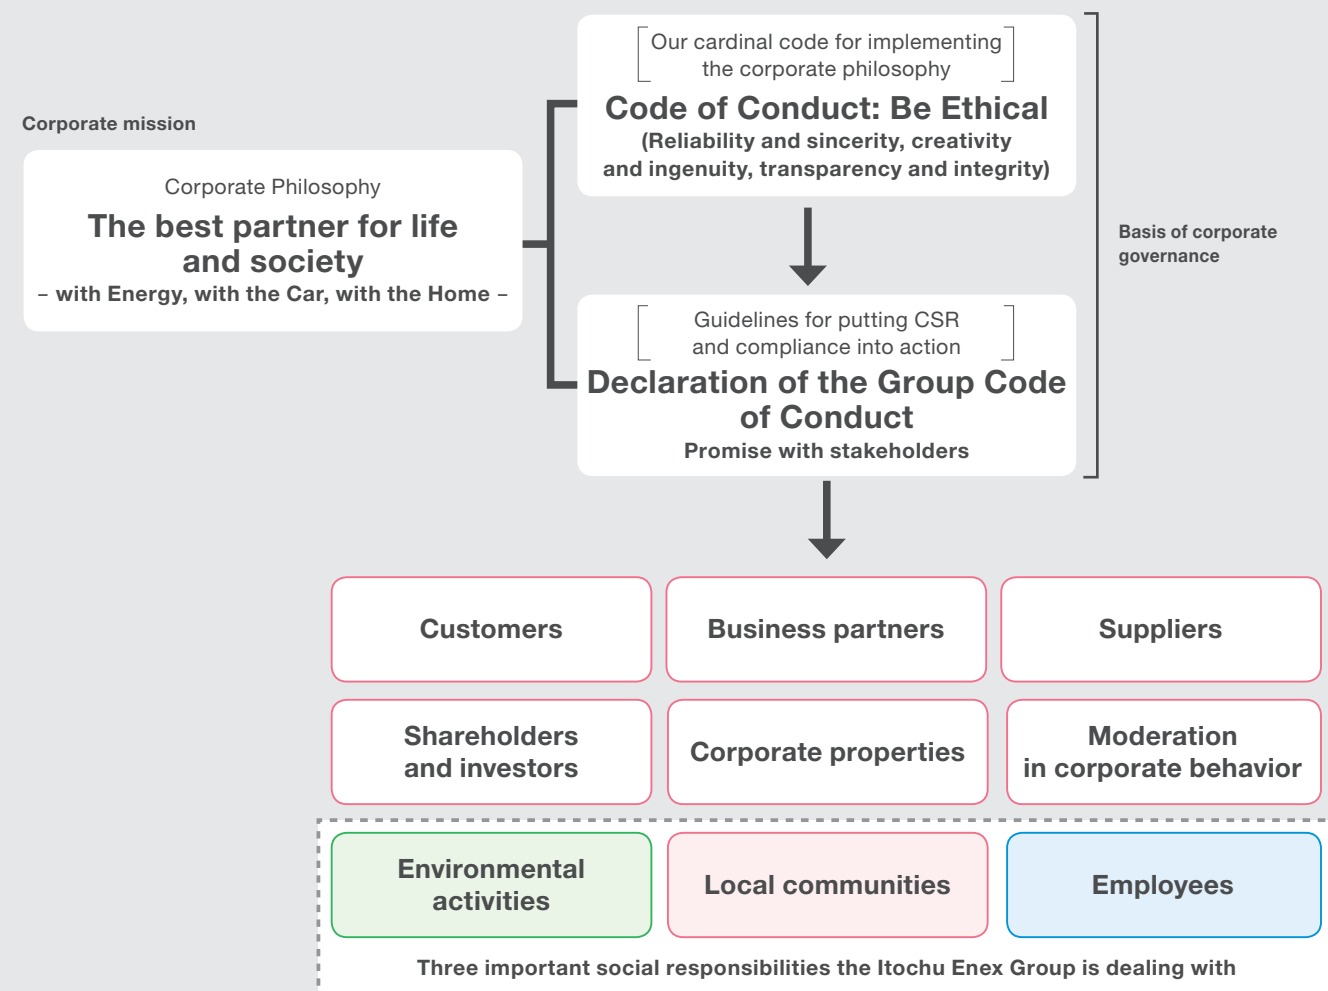 Our cardinal code for implementing
the corporate philosophy
Code of Conduct: Be Ethical
(Reliability and sincerity, creativity
and ingenuity, transparency and integrity)
Corporate mission
Corporate Philosophy
The best partner for life
and society
– with Energy, with the Car, with the Home –
Basis of corporate
governance
Guidelines for putting CSR
and compliance into action
Declaration of the Group Code
of Conduct
Promise with stakeholders
Customers
Business partners
Suppliers
Shareholders
and investors
Corporate properties
Moderation
in corporate behavior
Environmental
activities
Local communities
Employees
Three important social responsibilities the Itochu Enex Group is dealing with